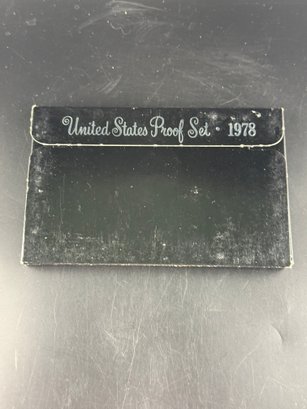 United States Proof Set · 1978